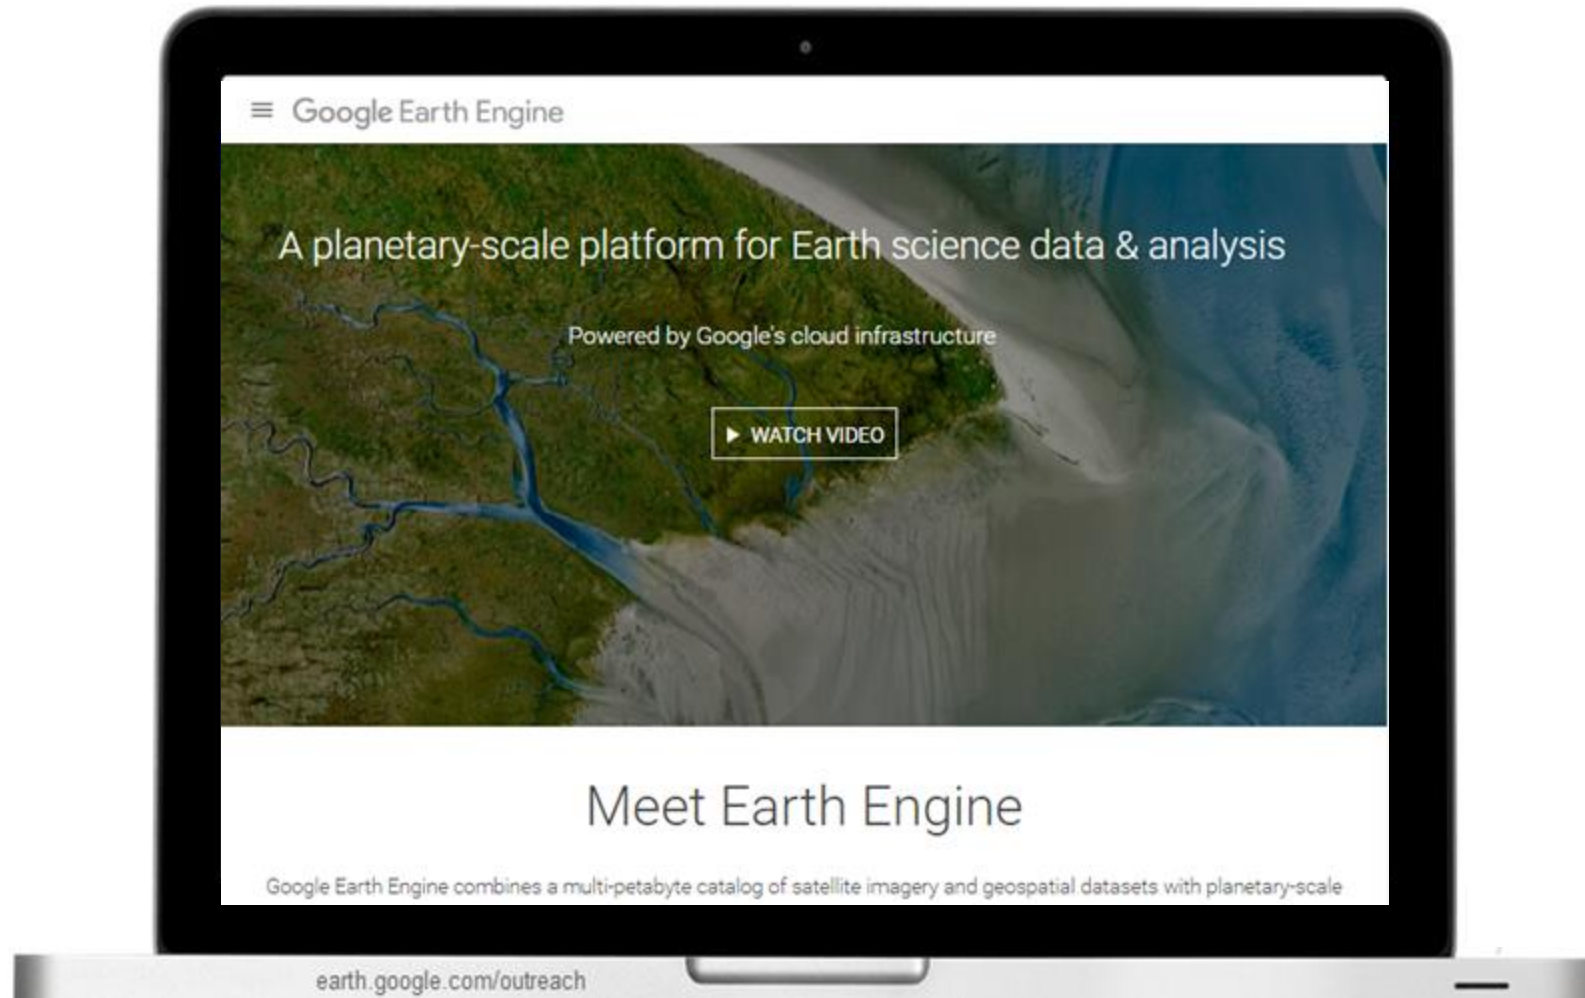 Google Earth Engine
A planetary-scale platform for Earth science data & analysis
Powered by Google's cloud infrastructure
WATCH VIDEO
Meet Earth Engine
Google Earth Engine combines a multi-petabyte catalog of satellite imagery and geospatial datasets with planetary-scale
earth.google.com/outreach